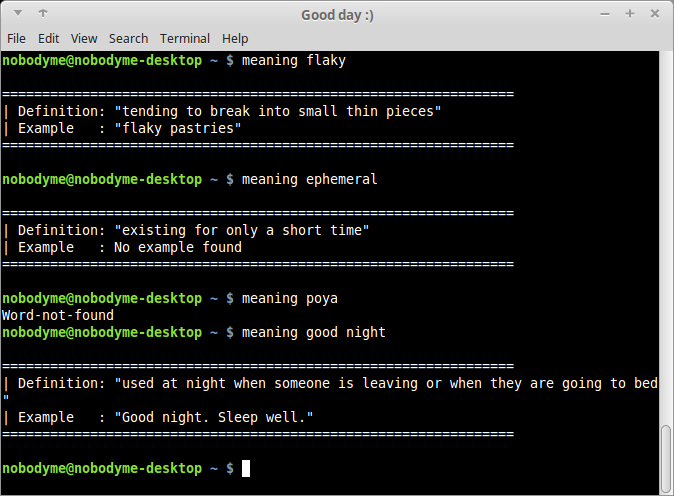 Good day :)
File Edit View Search Terminal Help
nobodyme@nobodyme-desktop ~ $ meaning flaky
================================================================
| Definition: "tending to break into small thin pieces"
| Example   : "flaky pastries"
================================================================
nobodyme@nobodyme-desktop ~ $ meaning ephemeral
================================================================
| Definition: "existing for only a short time"
| Example   : No example found
================================================================
nobodyme@nobodyme-desktop ~ $ meaning poya
Word-not-found
nobodyme@nobodyme-desktop ~ $ meaning good night
================================================================
| Definition: "used at night when someone is leaving or when they are going to bed
"
| Example   : "Good night. Sleep well."
================================================================
nobodyme@nobodyme-desktop ~ $